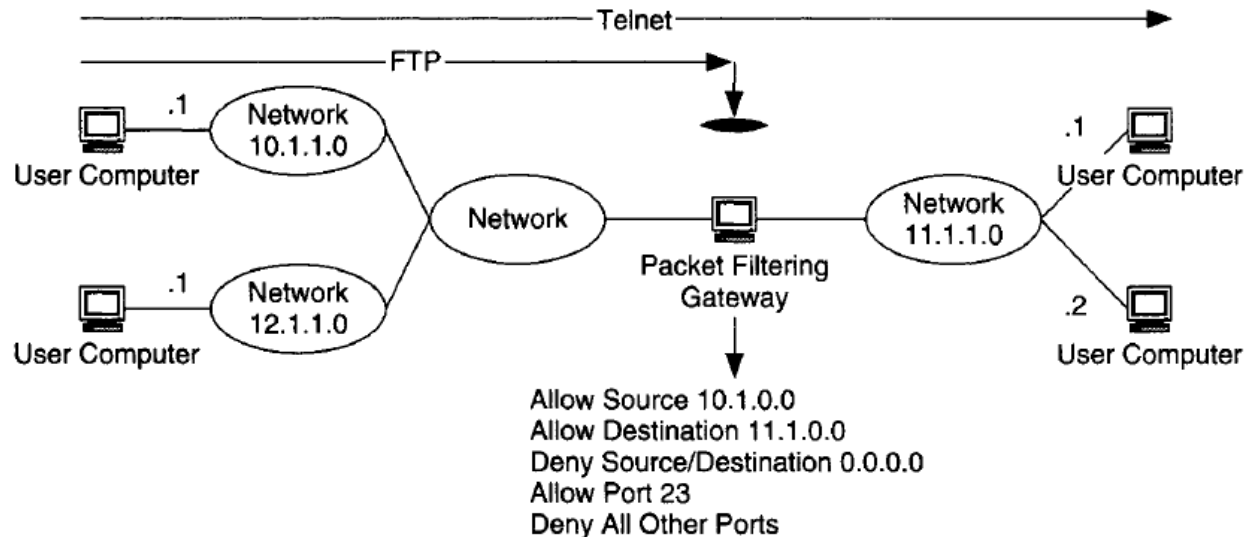 Telnet
FTP
.1
Network
10.1.1.0
User Computer
.1
Network
12.1.1.0
User Computer
Network
Packet Filtering
Gateway
Network
11.1.1.0
.1
User Computer
.2
User Computer
Allow Source 10.1.0.0
Allow Destination 11.1.0.0
Deny Source/Destination 0.0.0.0
Allow Port 23
Deny All Other Ports